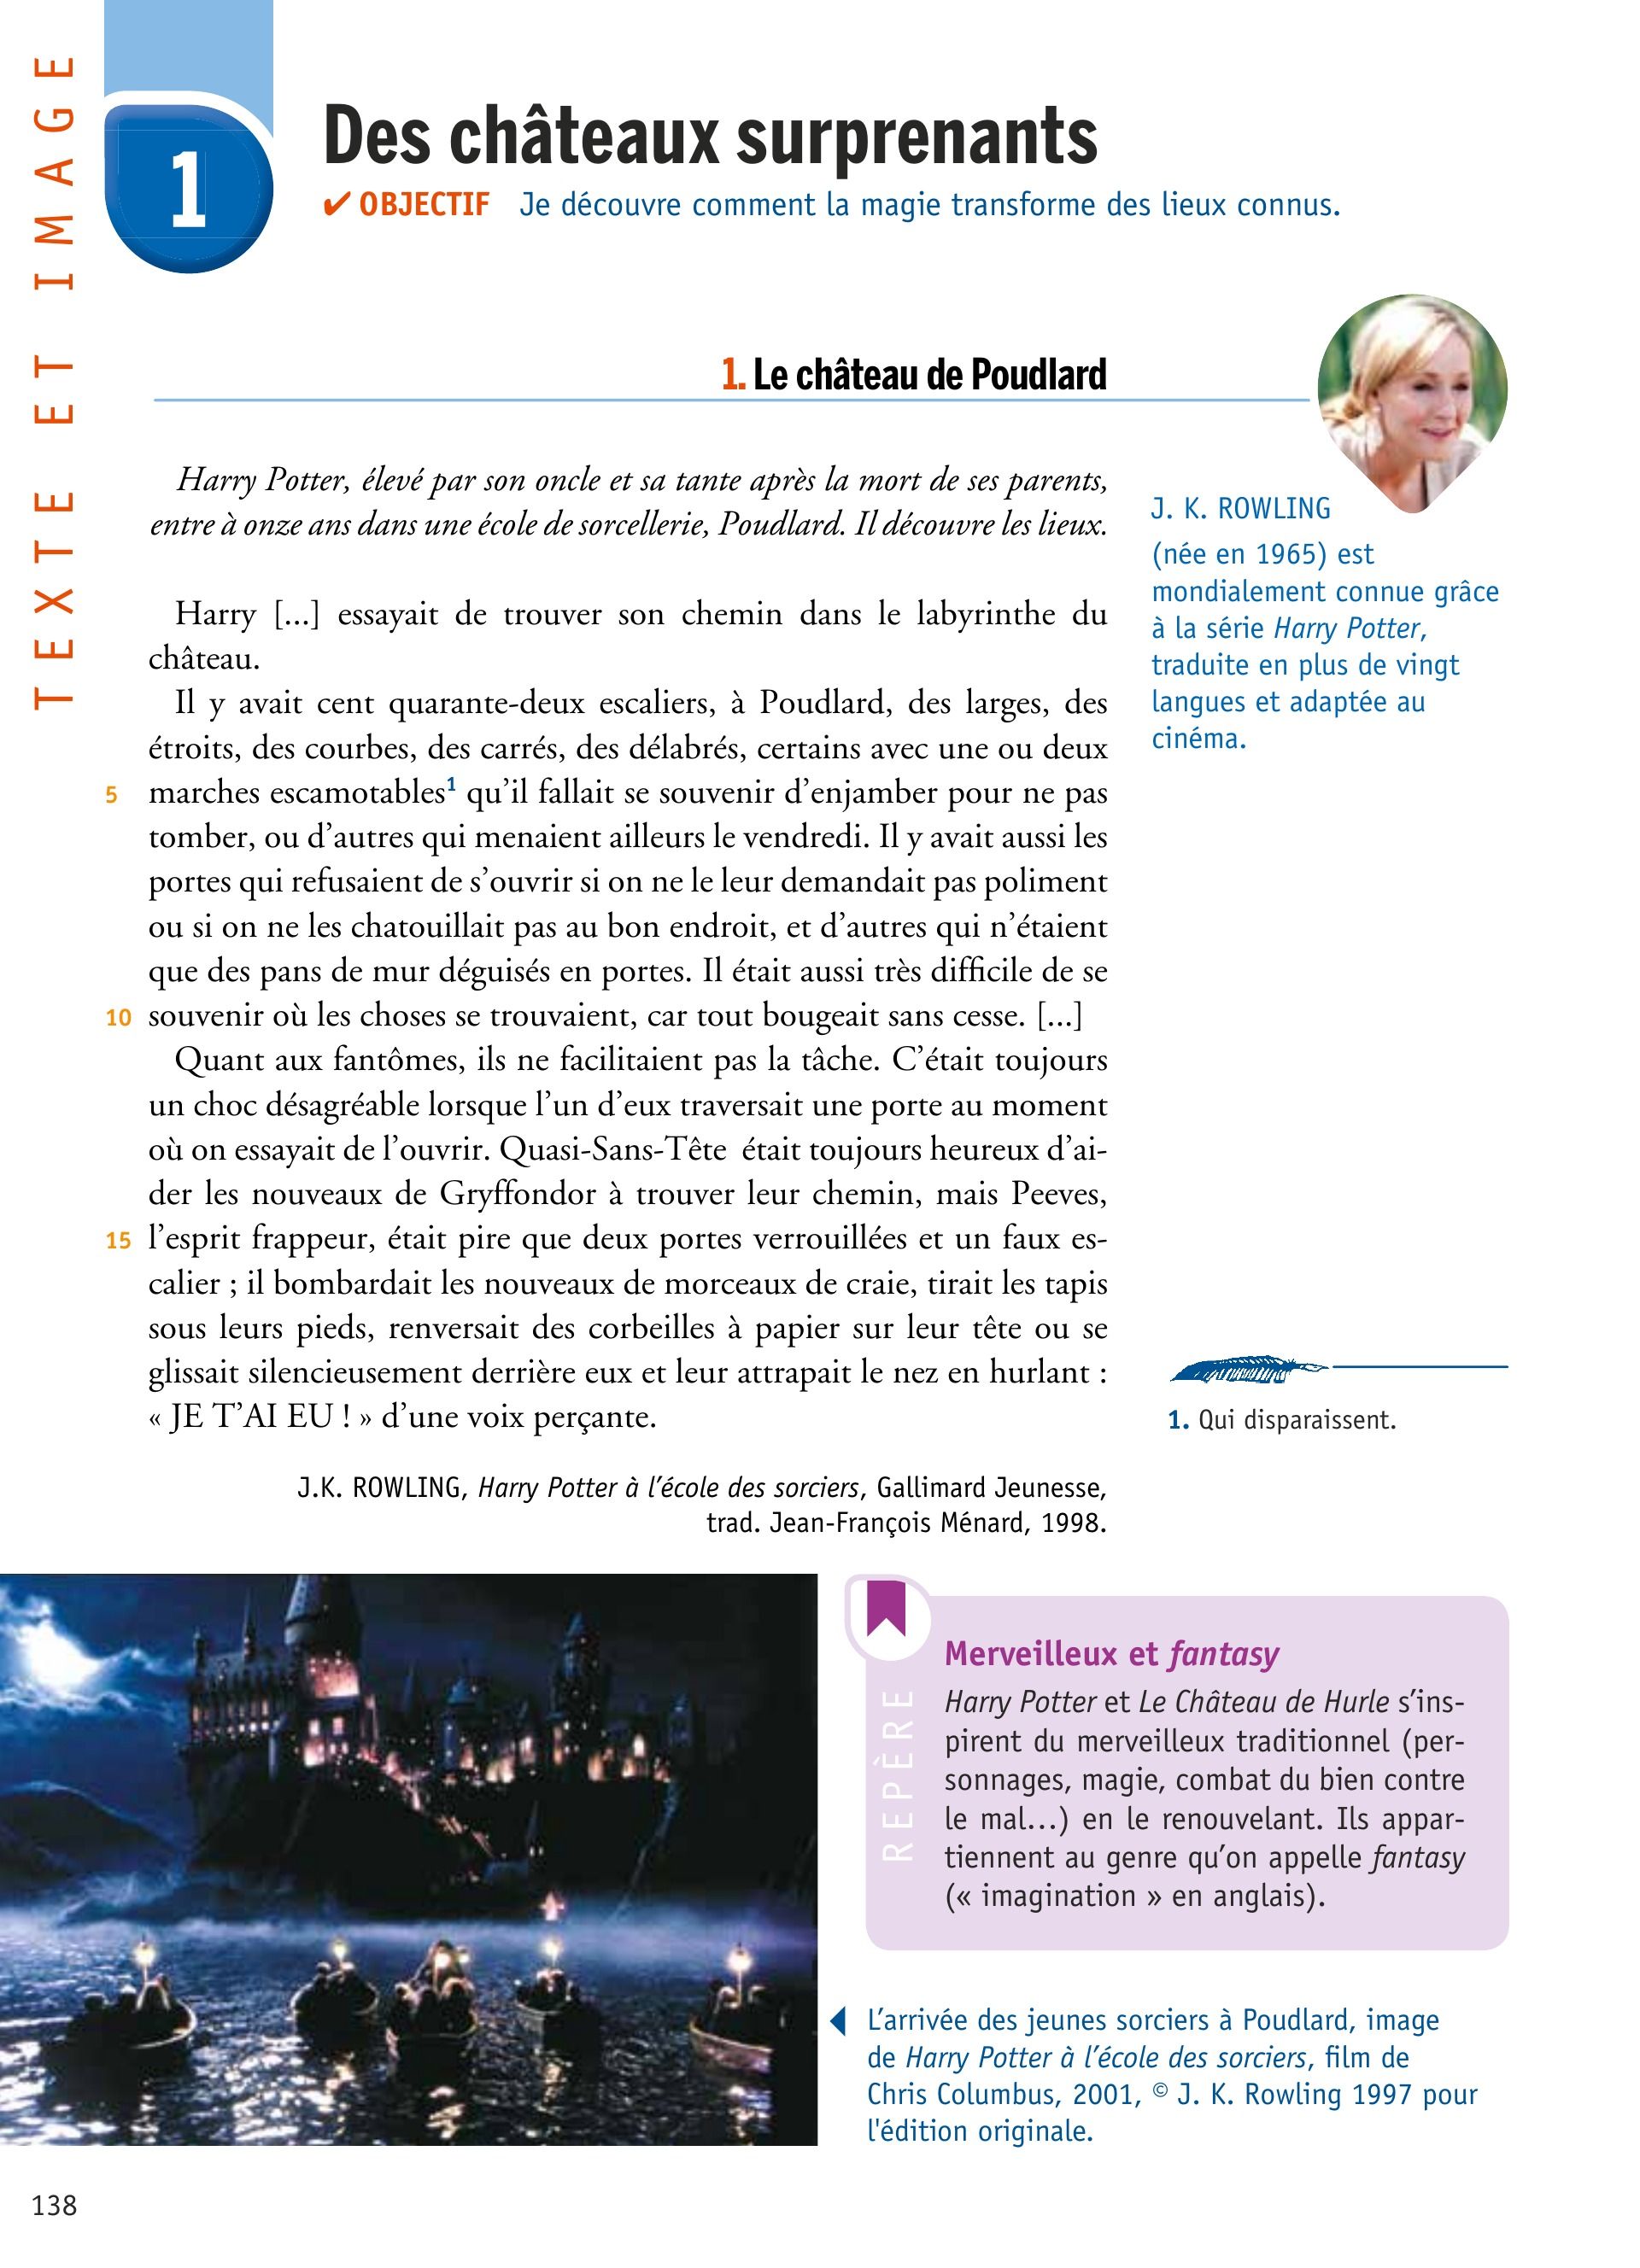 TEXTE ET IMAGE
1
Des châteaux surprenants
✔ OBJECTIF Je découvre comment la magie transforme des lieux connus.
1. Le château de Poudlard
Harry Potter, élevé par son oncle et sa tante après la mort de ses parents,
entre à onze ans dans une école de sorcellerie, Poudlard. Il découvre les lieux.
Harry [...] essayait de trouver son chemin dans le labyrinthe du
château.
Il y avait cent quarante-deux escaliers, à Poudlard, des larges, des
étroits, des courbes, des carrés, des délabrés, certains avec une ou deux
5 marches escamotables¹ qu’il fallait se souvenir d’enjamber pour ne pas
tomber, ou d’autres qui menaient ailleurs le vendredi. Il y avait aussi les
portes qui refusaient de s’ouvrir si on ne le leur demandait pas poliment
ou si on ne les chatouillait pas au bon endroit, et d’autres qui n’étaient
que des pans de mur déguisés en portes. Il était aussi très difficile de se
10 souvenir où les choses se trouvaient, car tout bougeait sans cesse. [...]
Quant aux fantômes, ils ne facilitaient pas la tâche. C’était toujours
un choc désagréable lorsque l’un d’eux traversait une porte au moment
où on essayait de l’ouvrir. Quasi-Sans-Tête était toujours heureux d’ai-
der les nouveaux de Gryffondor à trouver leur chemin, mais Peeves,
15 l’esprit frappeur, était pire que deux portes verrouillées et un faux es-
calier ; il bombardait les nouveaux de morceaux de craie, tirait les tapis
sous leurs pieds, renversait des corbeilles à papier sur leur tête ou se
glissait silencieusement derrière eux et leur attrapait le nez en hurlant :
« JE T’AI EU ! » d’une voix perçante.
J.K. ROWLING, Harry Potter à l’école des sorciers, Gallimard Jeunesse,
trad. Jean-François Ménard, 1998.
J. K. ROWLING
(née en 1965) est
mondialement connue grâce
à la série Harry Potter,
traduite en plus de vingt
langues et adaptée au
cinéma.
1. Qui disparaissent.
REPÈRE
Merveilleux et fantasy
Harry Potter et Le Château de Hurle s’ins-
pirent du merveilleux traditionnel (per-
sonnages, magie, combat du bien contre
le mal...) en le renouvelant. Ils appar-
tiennent au genre qu’on appelle fantasy
(« imagination » en anglais).
L’arrivée des jeunes sorciers à Poudlard, image
de Harry Potter à l’école des sorciers, film de
Chris Columbus, 2001, © J. K. Rowling 1997 pour
l'édition originale.
138